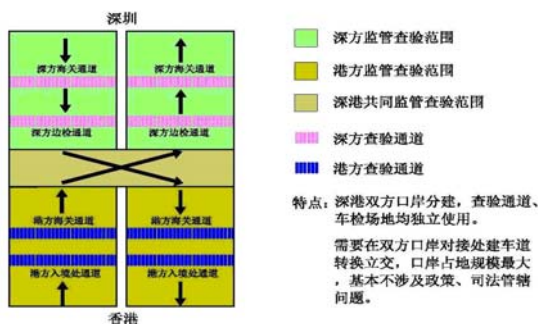 深圳
深方海关通道
深方海关通道
深方边检通道
深方边检通道
港方海关通道
港方海关通道
港方入境处通道
港方入境处通道
香港
深方监管查验范围
港方监管查验范围
深港共同监管查验范围
深方查验通道
港方查验通道
特点：深港双方口岸分建，查验通道、
车检场地均独立使用。
需要在双方口岸对接处建车道
转换立交，口岸占地规模最大
，基本不涉及政策、司法管辖
问题。